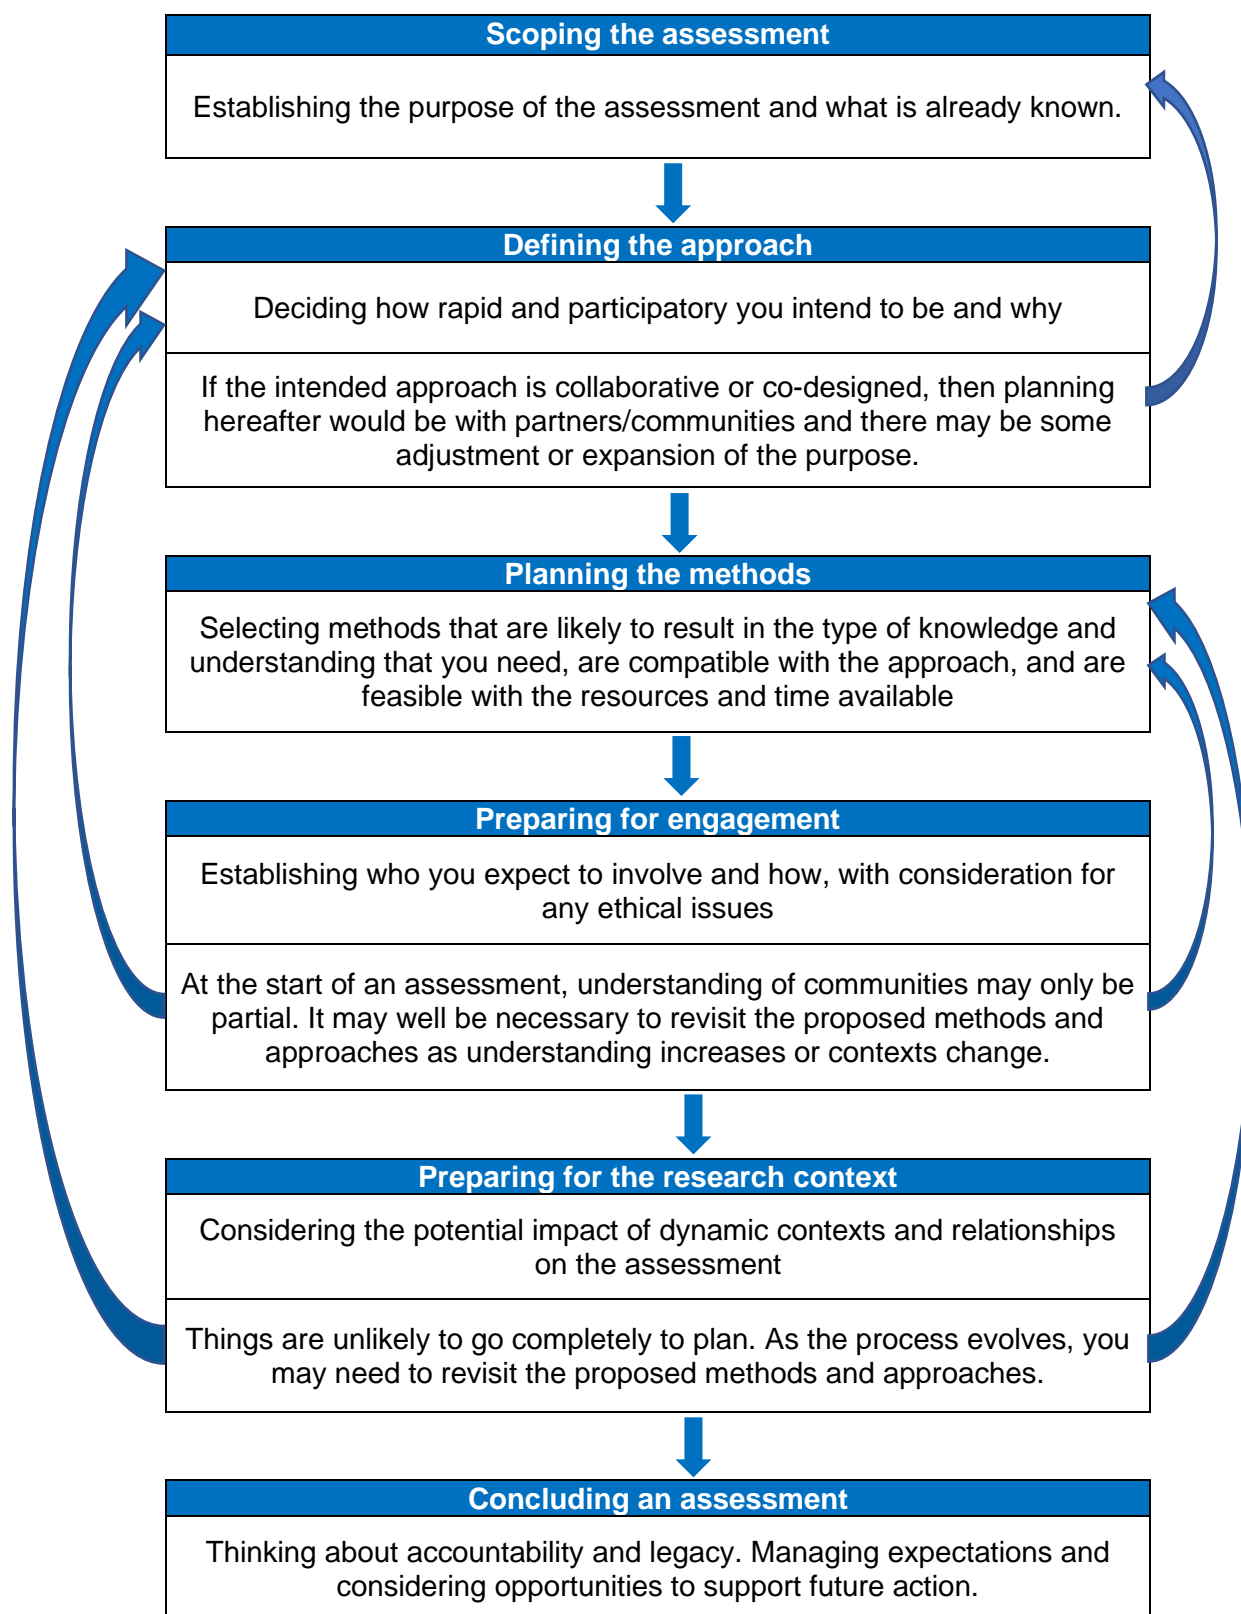 Scoping the assessment
Establishing the purpose of the assessment and what is already known.
Defining the approach
Deciding how rapid and participatory you intend to be and why
If the intended approach is collaborative or co-designed, then planning
hereafter would be with partners/communities and there may be some
adjustment or expansion of the purpose.
Planning the methods
Selecting methods that are likely to result in the type of knowledge and
understanding that you need, are compatible with the approach, and are
feasible with the resources and time available
Preparing for engagement
Establishing who you expect to involve and how, with consideration for
any ethical issues
At the start of an assessment, understanding of communities may only be
partial. It may well be necessary to revisit the proposed methods and
approaches as understanding increases or contexts change.
Preparing for the research context
Considering the potential impact of dynamic contexts and relationships
on the assessment
Things are unlikely to go completely to plan. As the process evolves, you
may need to revisit the proposed methods and approaches.
Concluding an assessment
Thinking about accountability and legacy. Managing expectations and
considering opportunities to support future action.